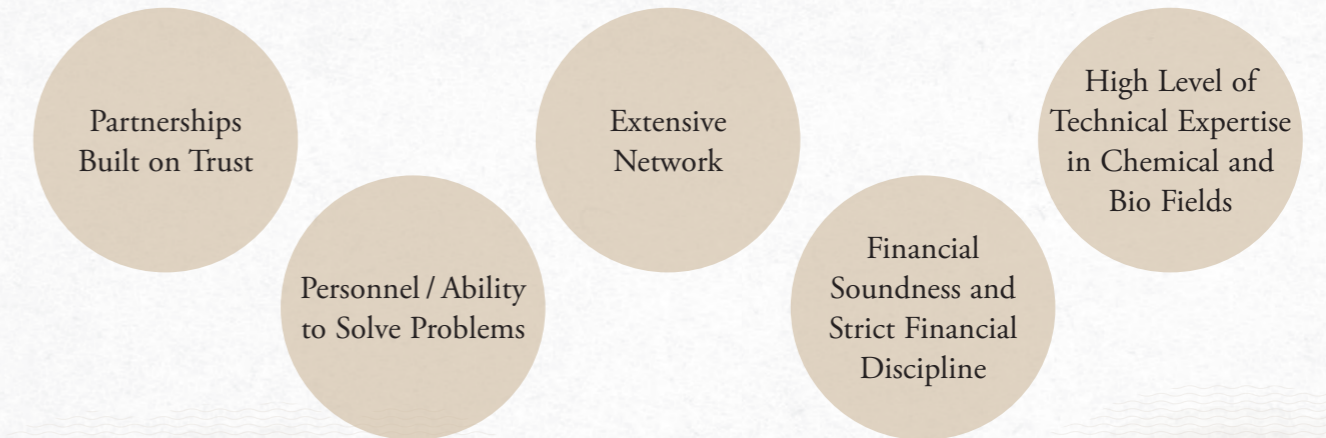 Partnerships
Built on Trust
Personnel / Ability
to Solve Problems
Extensive
Network
Financial
Soundness and
Strict Financial
Discipline
High Level of
Technical Expertise
in Chemical and
Bio Fields